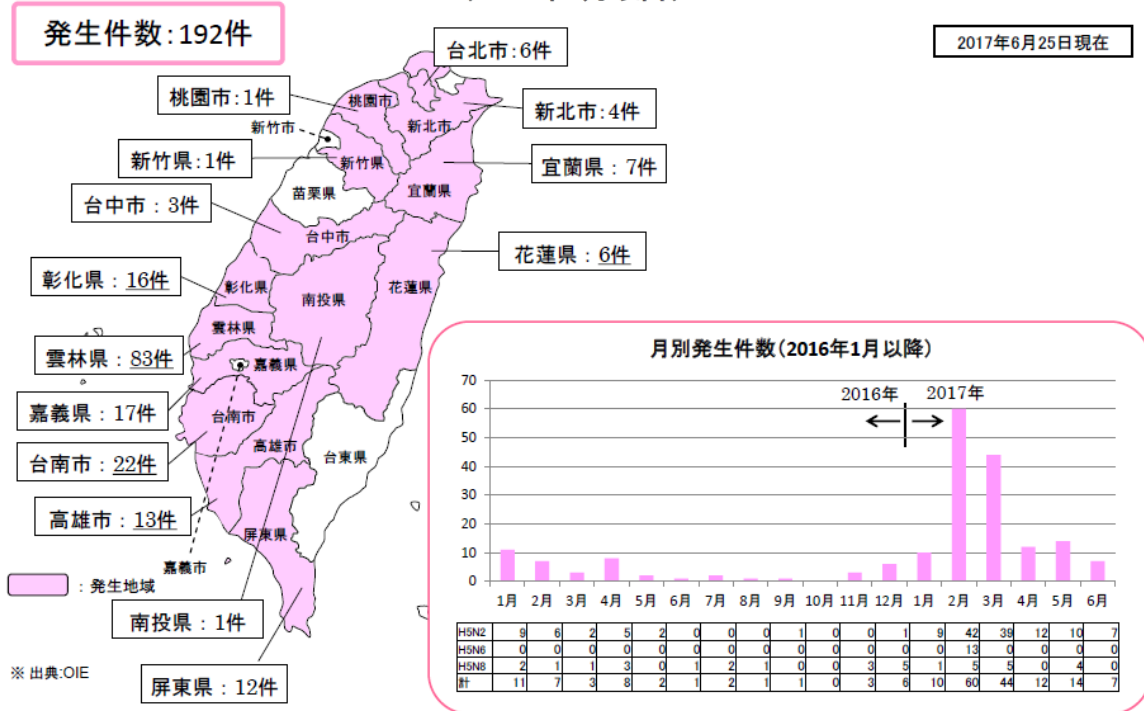 発生件数:192件
2017年6月25日現在
台北市:6件
桃園市:1件
新北市:4件
新竹県:1件
宜蘭県:7件
台中市:3件
花蓮県:6件
彰化県:16件
雲林県:83件
嘉義県:17件
台南市:22件
高雄市:13件
南投県:1件
屏東県:12件
桃園市
新北市
新竹市
新竹県
宜蘭県
苗栗県
台中市
花蓮県
彰化県
南投県
雲林県
嘉義県
台南市
高雄市
台東県
屏東県
嘉義市
:発生地域
※ 出典:OIE
月別発生件数(2016年1月以降)
2016年 2017年
70
60
50
40
30
20
10
0
1月 2月 3月 4月 5月 6月 7月 8月 9月 10月 11月 12月 1月 2月 3月 4月 5月 6月
H5N2 9 6 2 5 2 0 0 0 1 0 0 1 9 42 39 12 10 7
H5N6 0 0 0 0 0 0 0 0 0 0 0 0 0 13 0 0 0 0
H5N8 2 1 1 3 0 1 2 1 0 0 3 5 1 5 5 0 4 0
計 11 7 3 8 2 1 2 1 1 0 3 6 10 60 44 12 14 7